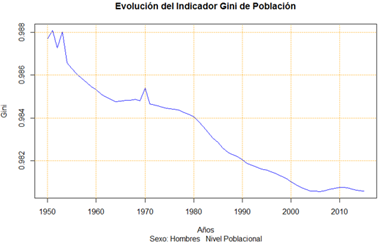 Evolución del Indicador Gini de Población
Gini
0.988
0.986
0.984
0.982
1950 1960 1970 1980 1990 2000 2010
Años
Sexo: Hombres Nivel Poblacional